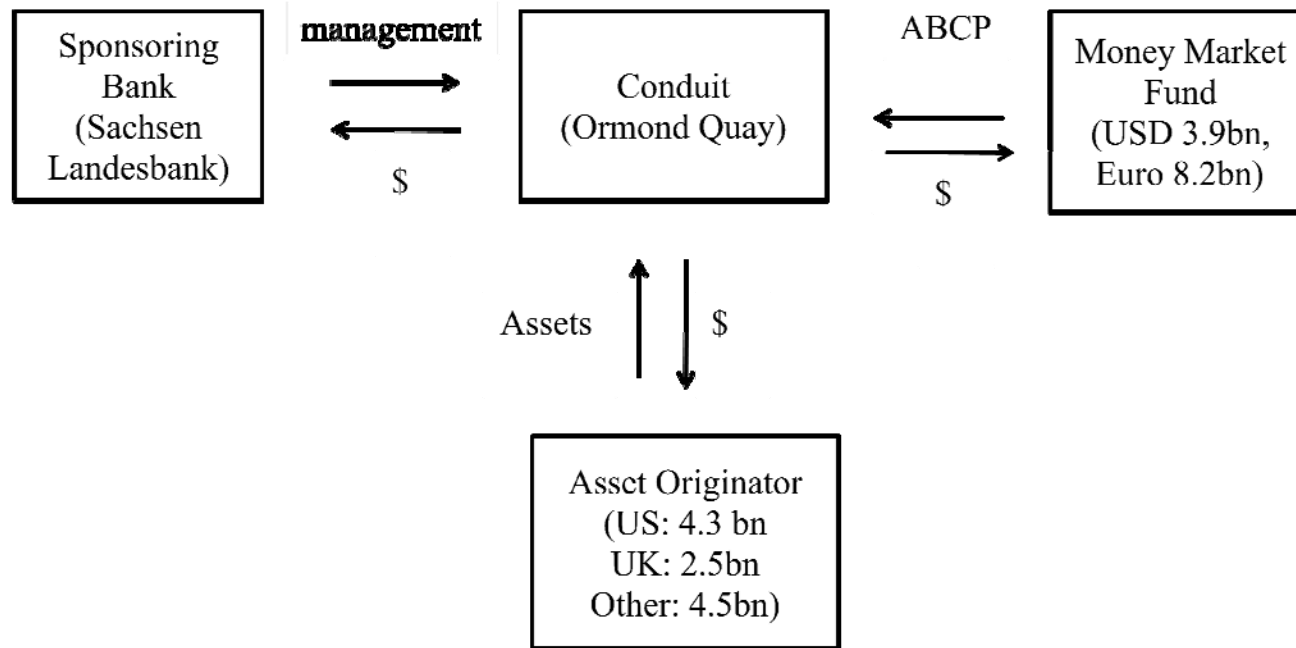 Sponsoring
Bank
(Sachsen
Landesbank)
management
$
Conduit
(Ormond Quay)
ABCP
$
Money Market
Fund
(USD 3.9bn,
Euro 8.2bn)
Assets
$
Asset Originator
(US: 4.3 bn
UK: 2.5bn
Other: 4.5bn)